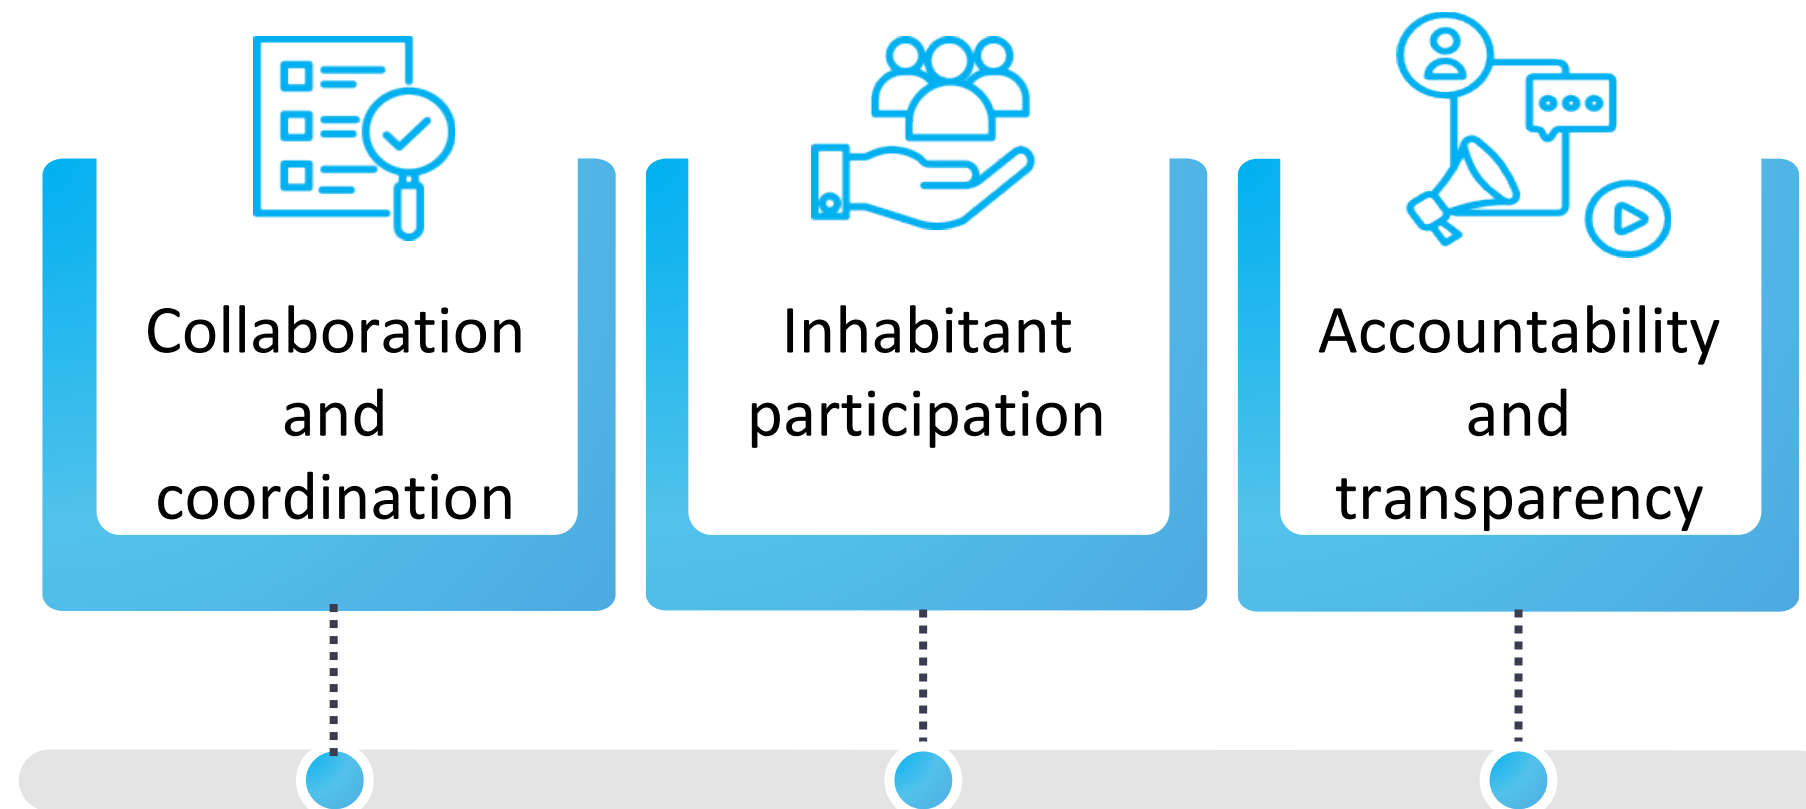 Collaboration
and
coordination
Inhabitant
participation
Accountability
and
transparency